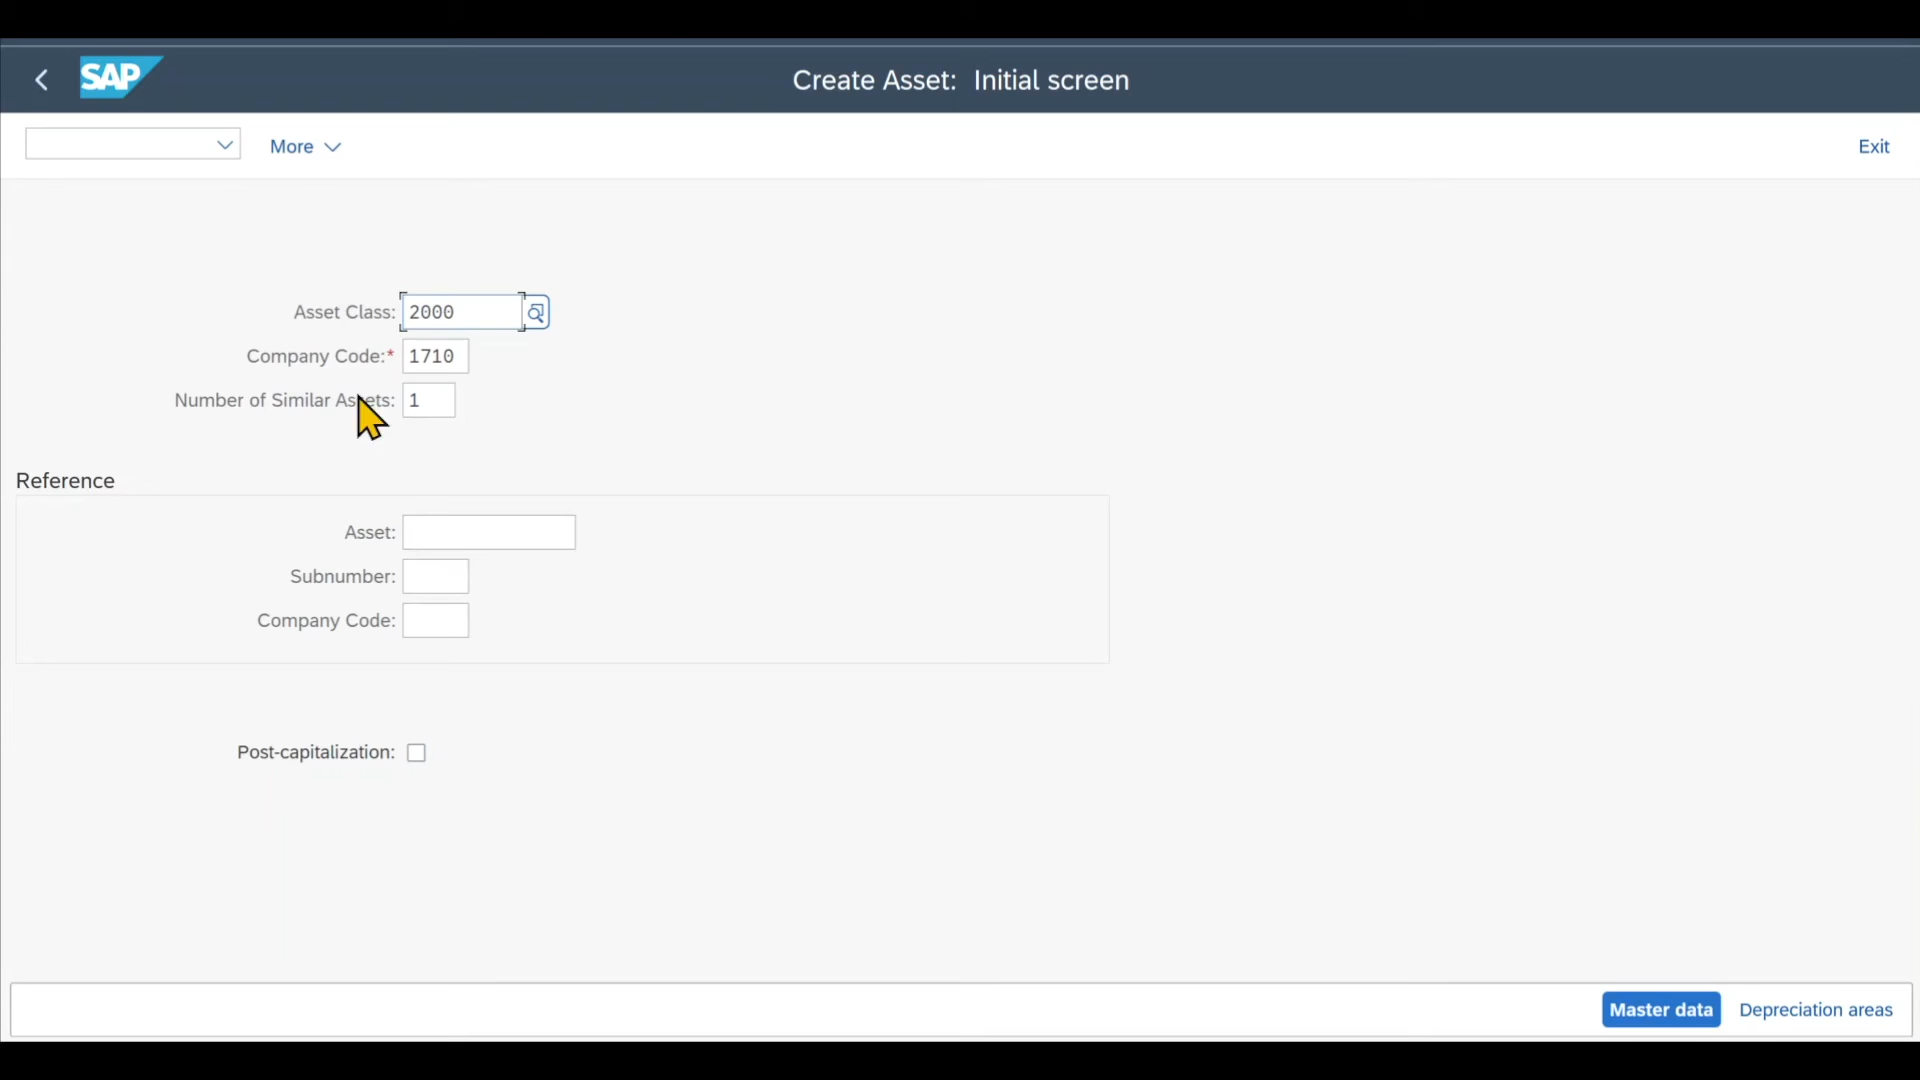 SAP
Create Asset: Initial screen
More
Exit
Asset Class: 2000
Company Code:* 1710
Number of Similar Assets: 1
Reference
Asset:
Subnumber:
Company Code:
Post-capitalization:
Master data Depreciation areas